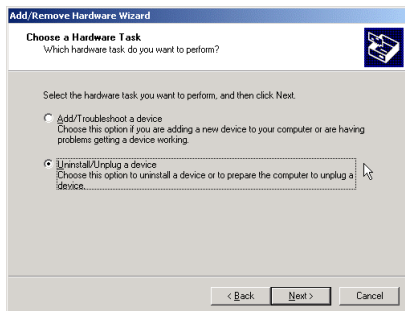 Add/Remove Hardware Wizard
Choose a Hardware Task
Which hardware task do you want to perform?
Select the hardware task you want to perform, and then click Next.
Add/Troubleshoot a device
Choose this option if you are adding a new device to your computer or are having
problems getting a device working.
Uninstall/Unplug a device
Choose this option to uninstall a device or to prepare the computer to unplug a
device.
< Back
Next >
Cancel